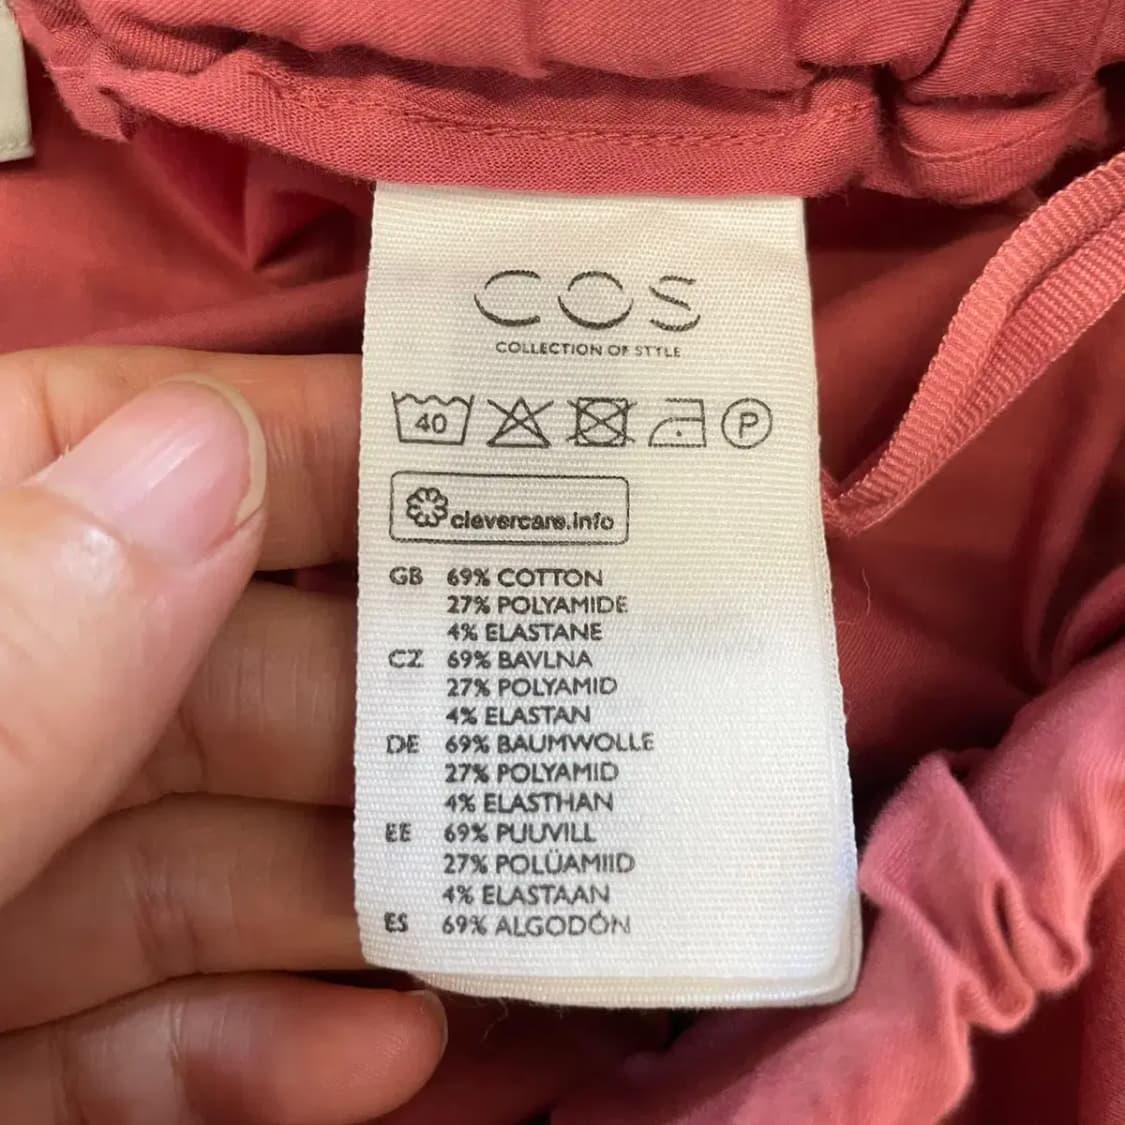 COS
COLLECTION OF STYLE
40 P
clevercare.info
GB 69% COTTON
27% POLYAMIDE
4% ELASTANE
CZ 69% BAVLNA
27% POLYAMID
4% ELASTAN
DE 69% BAUMWOLLE
27% POLYAMID
4% ELASTHAN
EE 69% PUUVILL
27% POLÜAMIID
4% ELASTAAN
ES 69% ALGODÓN